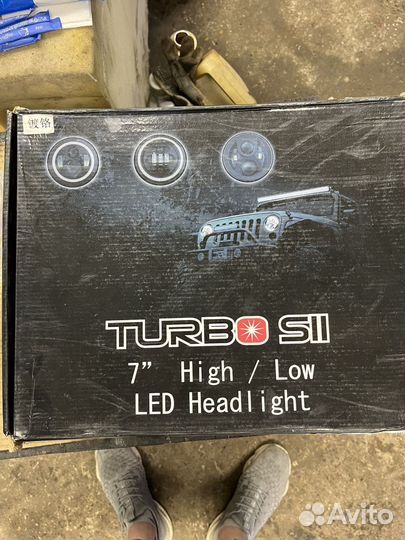 镀铬
TURBO SII
7” High / Low
LED Headlight
Avito